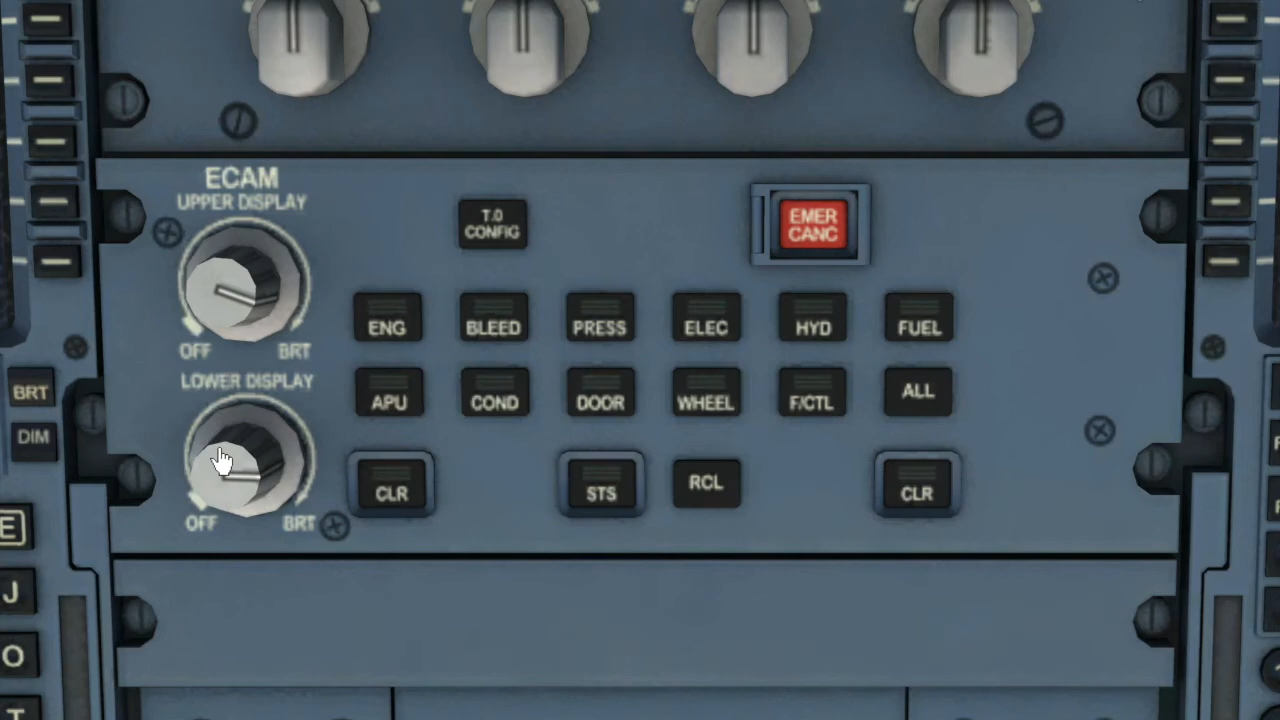 ECAM
UPPER DISPLAY
T.O
CONFIG
EMER
CANC
ENG
BLEED
PRESS
ELEC
HYD
FUEL
OFF
BRT
LOWER DISPLAY
BRT
APU
COND
DOOR
WHEEL
F/CTL
ALL
DIM
CLR
STS
RCL
CLR
OFF
BRT
E
J
O